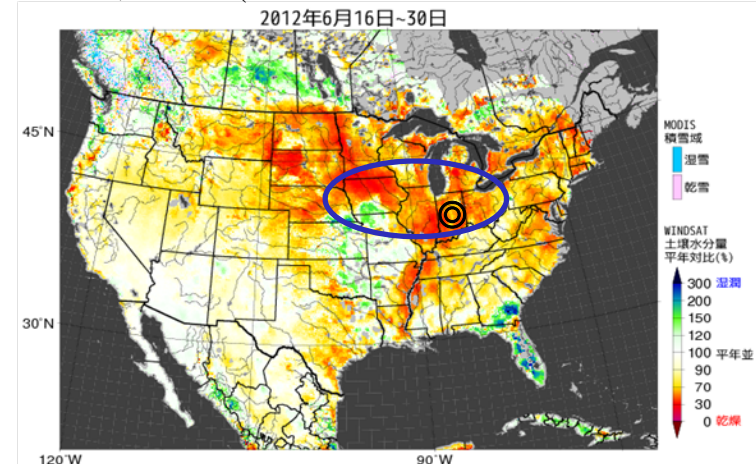 2012年6月16日~30日
45°N
30°N
120°W
90°W
MODIS
積雪域
湿雪
乾雪
WINDSAT
土壌水分量
平年対比(%)
300 湿潤
200
150
120
100 平年並
90
70
30
0 乾燥